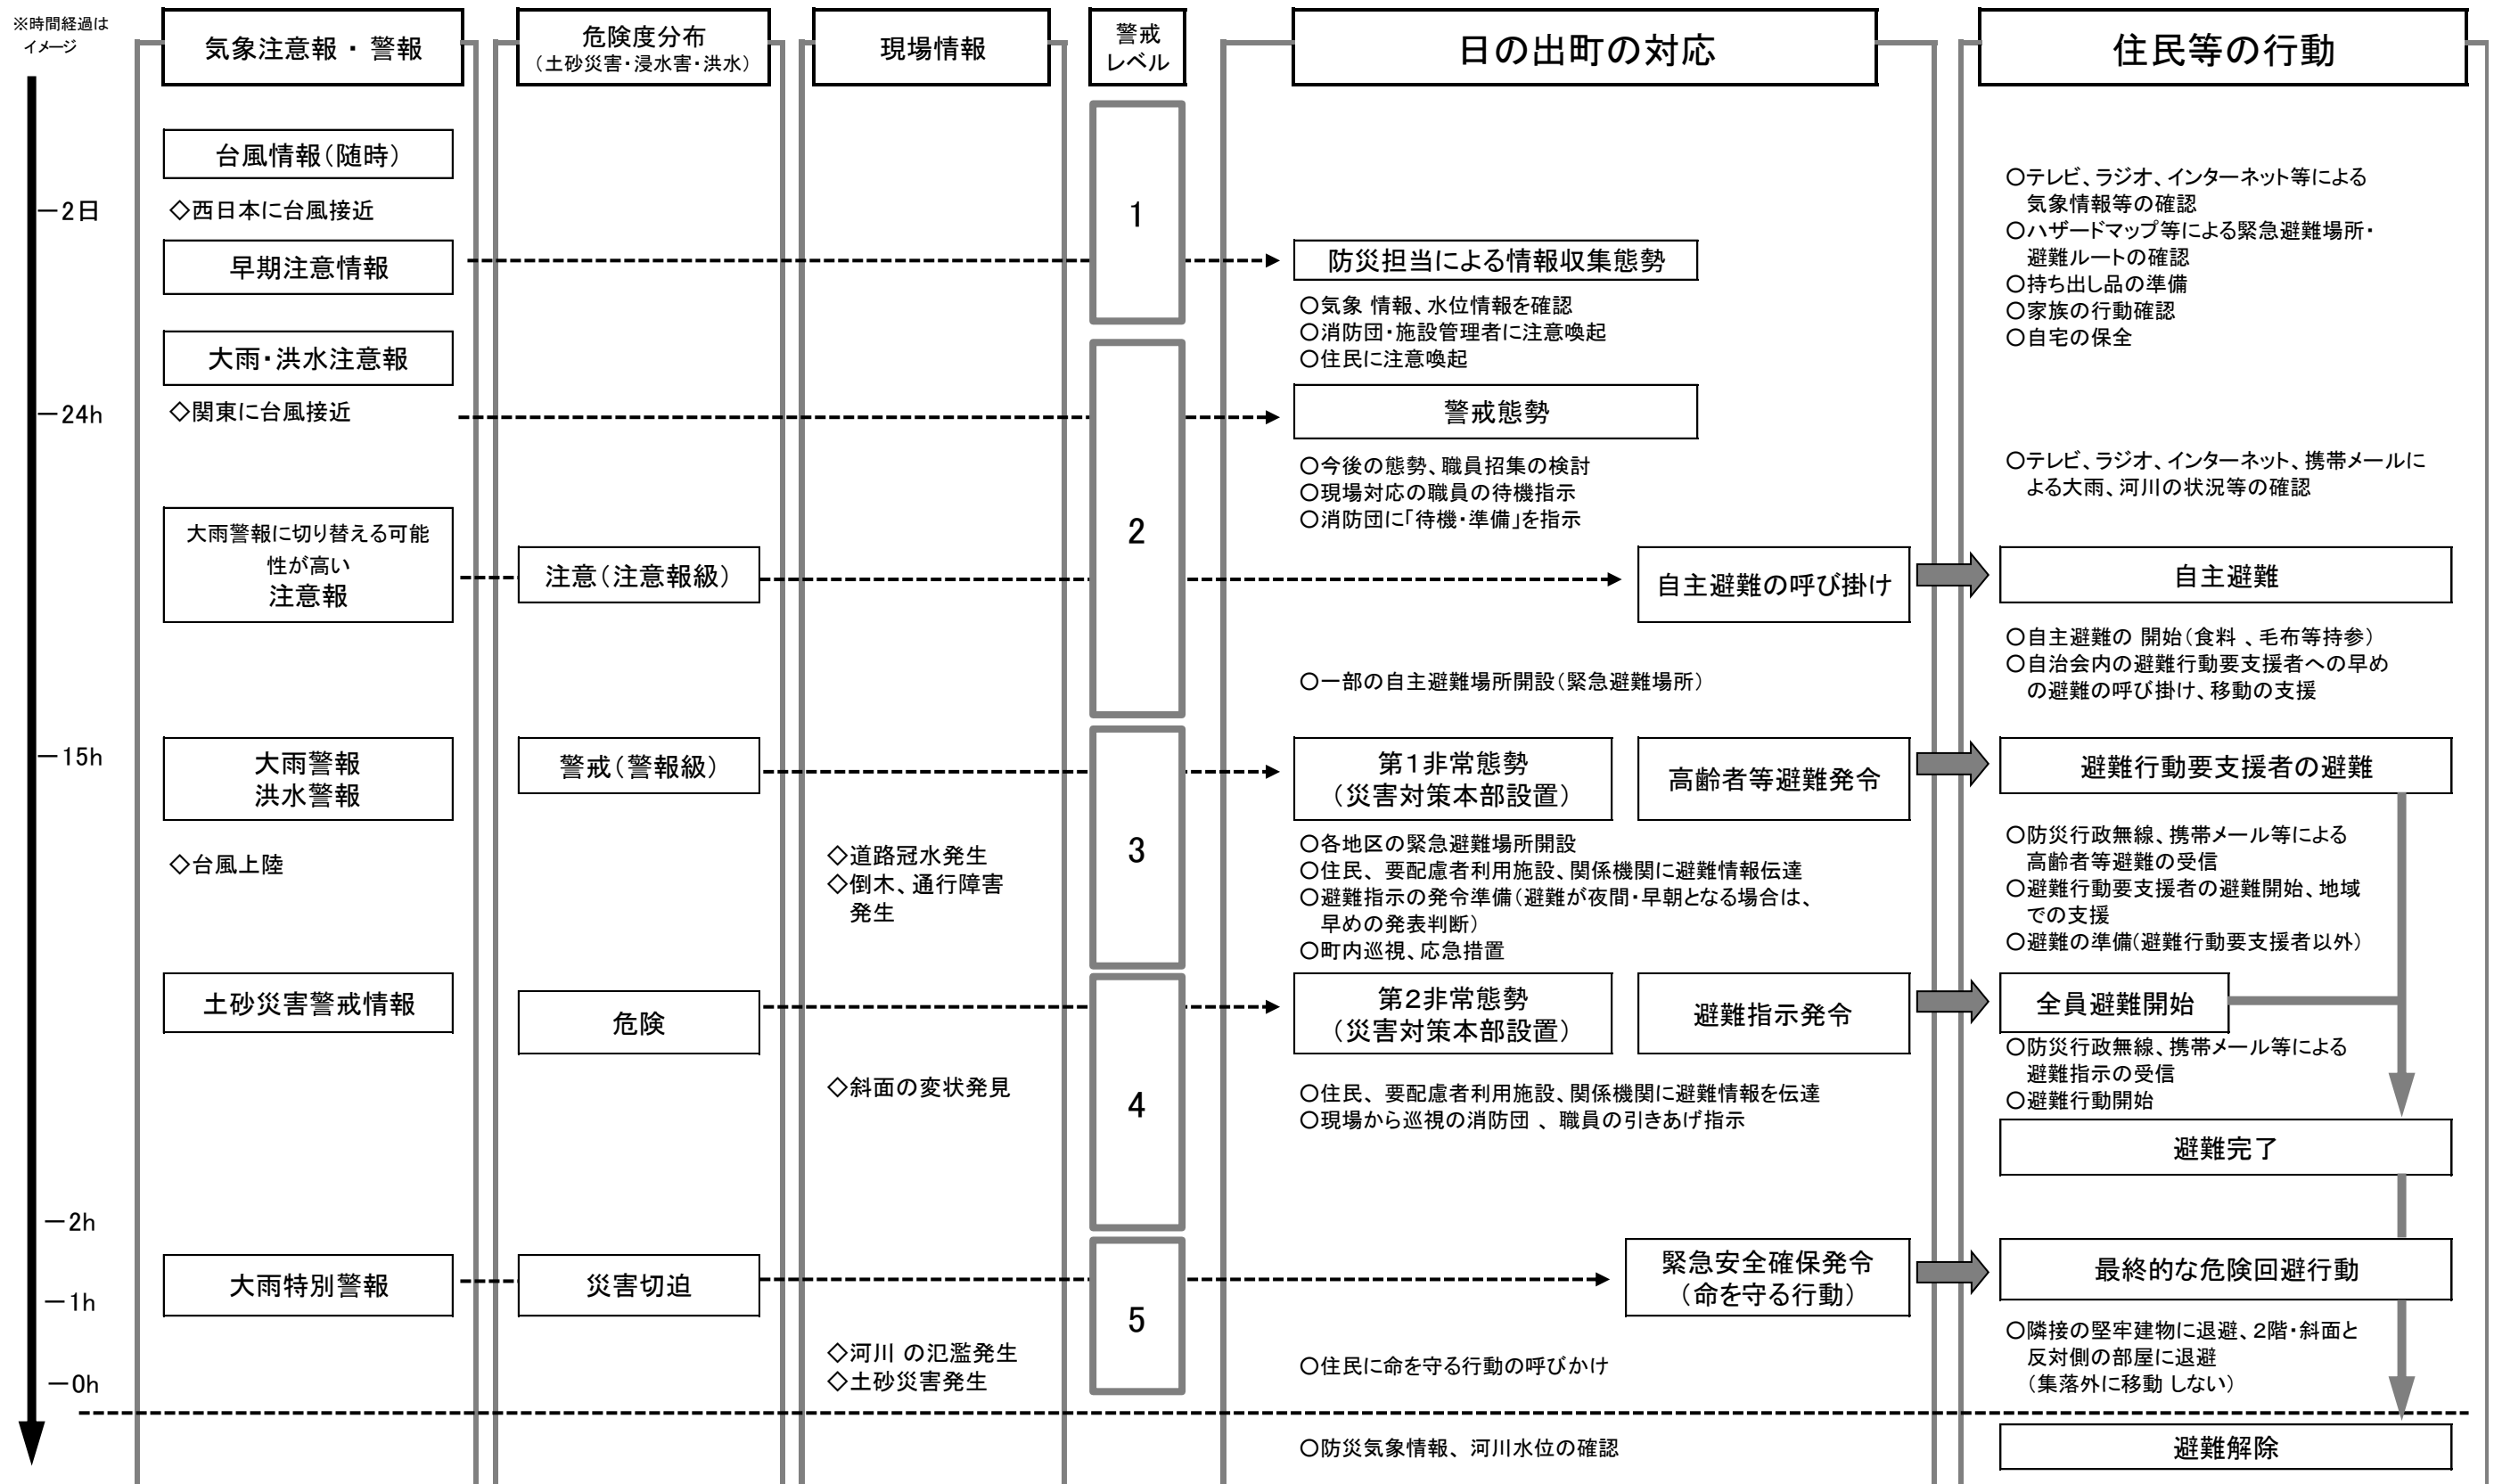 ※時間経過は
イメージ
気象注意報・警報
危険度分布
（土砂災害・浸水害・洪水）
現場情報
警戒
レベル
日の出町の対応
住民等の行動
－2日
－24h
－15h
－2h
－1h
－0h
台風情報（随時）
◇西日本に台風接近
早期注意情報
大雨・洪水注意報
◇関東に台風接近
大雨警報に切り替える可能
性が高い
注意報
大雨警報
洪水警報
◇台風上陸
土砂災害警戒情報
大雨特別警報
注意（注意報級）
警戒（警報級）
危険
災害切迫
◇道路冠水発生
◇倒木、通行障害
発生
◇斜面の変状発見
◇河川 の氾濫発生
◇土砂災害発生
1
2
3
4
5
防災担当による情報収集態勢
○気象 情報、水位情報を確認
○消防団・施設管理者に注意喚起
○住民に注意喚起
警戒態勢
○今後の態勢、職員招集の検討
○現場対応の職員の待機指示
○消防団に「待機・準備」を指示
自主避難の呼び掛け
○一部の自主避難場所開設（緊急避難場所）
第１非常態勢
（災害対策本部設置）
高齢者等避難発令
○各地区の緊急避難場所開設
○住民、 要配慮者利用施設、関係機関に避難情報伝達
○避難指示の発令準備（避難が夜間・早朝となる場合は、
早めの発表判断）
○町内巡視、応急措置
第２非常態勢
（災害対策本部設置）
避難指示発令
○住民、 要配慮者利用施設、関係機関に避難情報を伝達
○現場から巡視の消防団 、 職員の引きあげ指示
緊急安全確保発令
（命を守る行動）
○住民に命を守る行動の呼びかけ
○防災気象情報、 河川水位の確認
○テレビ、ラジオ、インターネット等による
気象情報等の確認
○ハザードマップ等による緊急避難場所・
避難ルートの確認
○持ち出し品の準備
○家族の行動確認
○自宅の保全
○テレビ、ラジオ、インターネット、携帯メールに
よる大雨、河川の状況等の確認
自主避難
○自主避難の 開始（食料 、毛布等持参）
○自治会内の避難行動要支援者への早め
の避難の呼び掛け、移動の支援
避難行動要支援者の避難
○防災行政無線、携帯メール等による
高齢者等避難の受信
○避難行動要支援者の避難開始、地域
での支援
○避難の準備（避難行動要支援者以外）
全員避難開始
○防災行政無線、携帯メール等による
避難指示の受信
○避難行動開始
避難完了
最終的な危険回避行動
○隣接の堅牢建物に退避、２階・斜面と
反対側の部屋に退避
（集落外に移動 しない）
避難解除